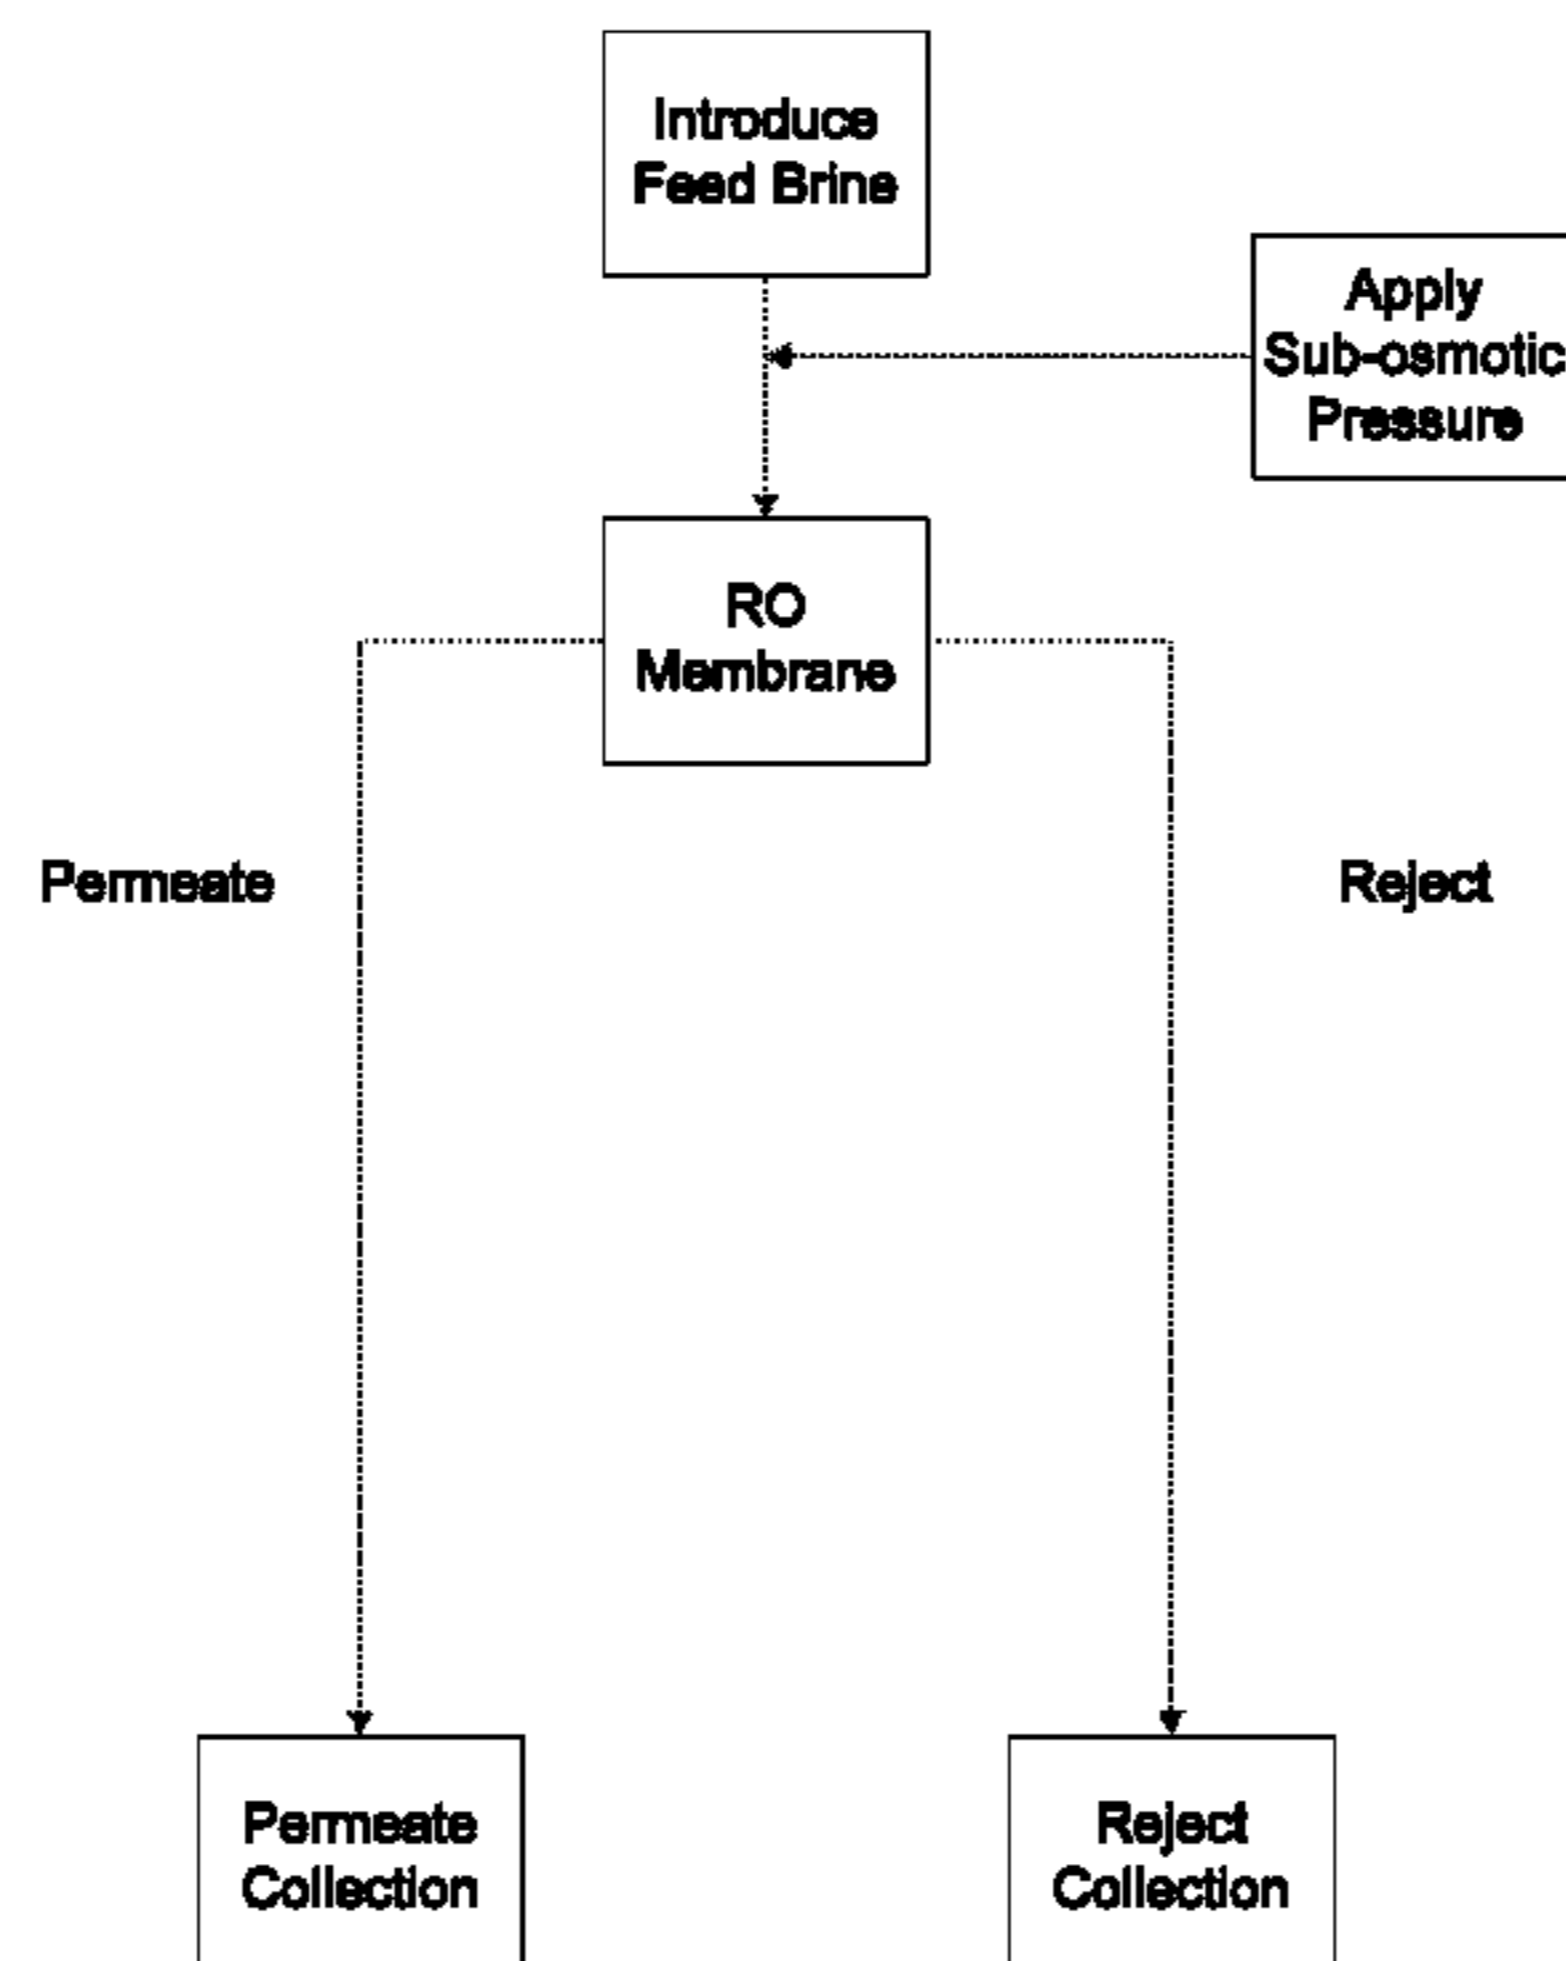 Introduce
Feed Brine
Apply
Sub-osmotic
Pressure
RO
Membrane
Permeate
Reject
Permeate
Collection
Reject
Collection